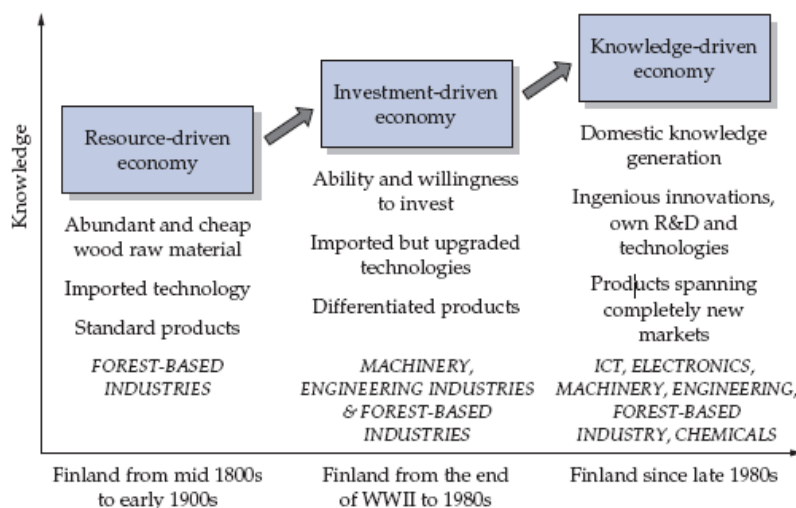 Knowledge
Resource-driven
economy
Abundant and cheap
wood raw material
Imported technology
Standard products
FOREST-BASED
INDUSTRIES
Finland from mid 1800s
to early 1900s
Investment-driven
economy
Ability and willingness
to invest
Imported but upgraded
technologies
Differentiated products
MACHINERY,
ENGINEERING INDUSTRIES
& FOREST-BASED
INDUSTRIES
Finland from the end
of WWII to 1980s
Knowledge-driven
economy
Domestic knowledge
generation
Ingenious innovations,
own R&D and
technologies
Products spanning
completely new
markets
ICT, ELECTRONICS,
MACHINERY, ENGINEERING,
FOREST-BASED
INDUSTRY, CHEMICALS
Finland since late 1980s